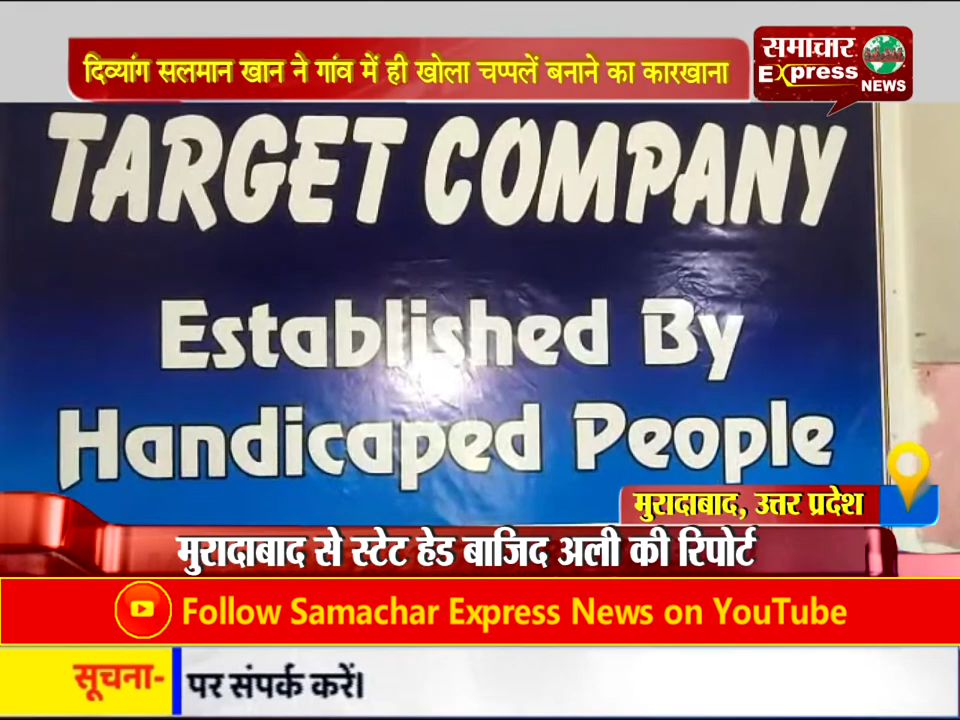 दिव्यांग सलमान खान ने गांव में ही खोला चप्पलें बनाने का कारखाना
समाचार
Express
NEWS
TARGET COMPANY
Established By
Handicaped People
मुरादाबाद, उत्तर प्रदेश
मुरादाबाद से स्टेट हेड बाजिद अली की रिपोर्ट
Follow Samachar Express News on YouTube
सूचना- पर संपर्क करें।